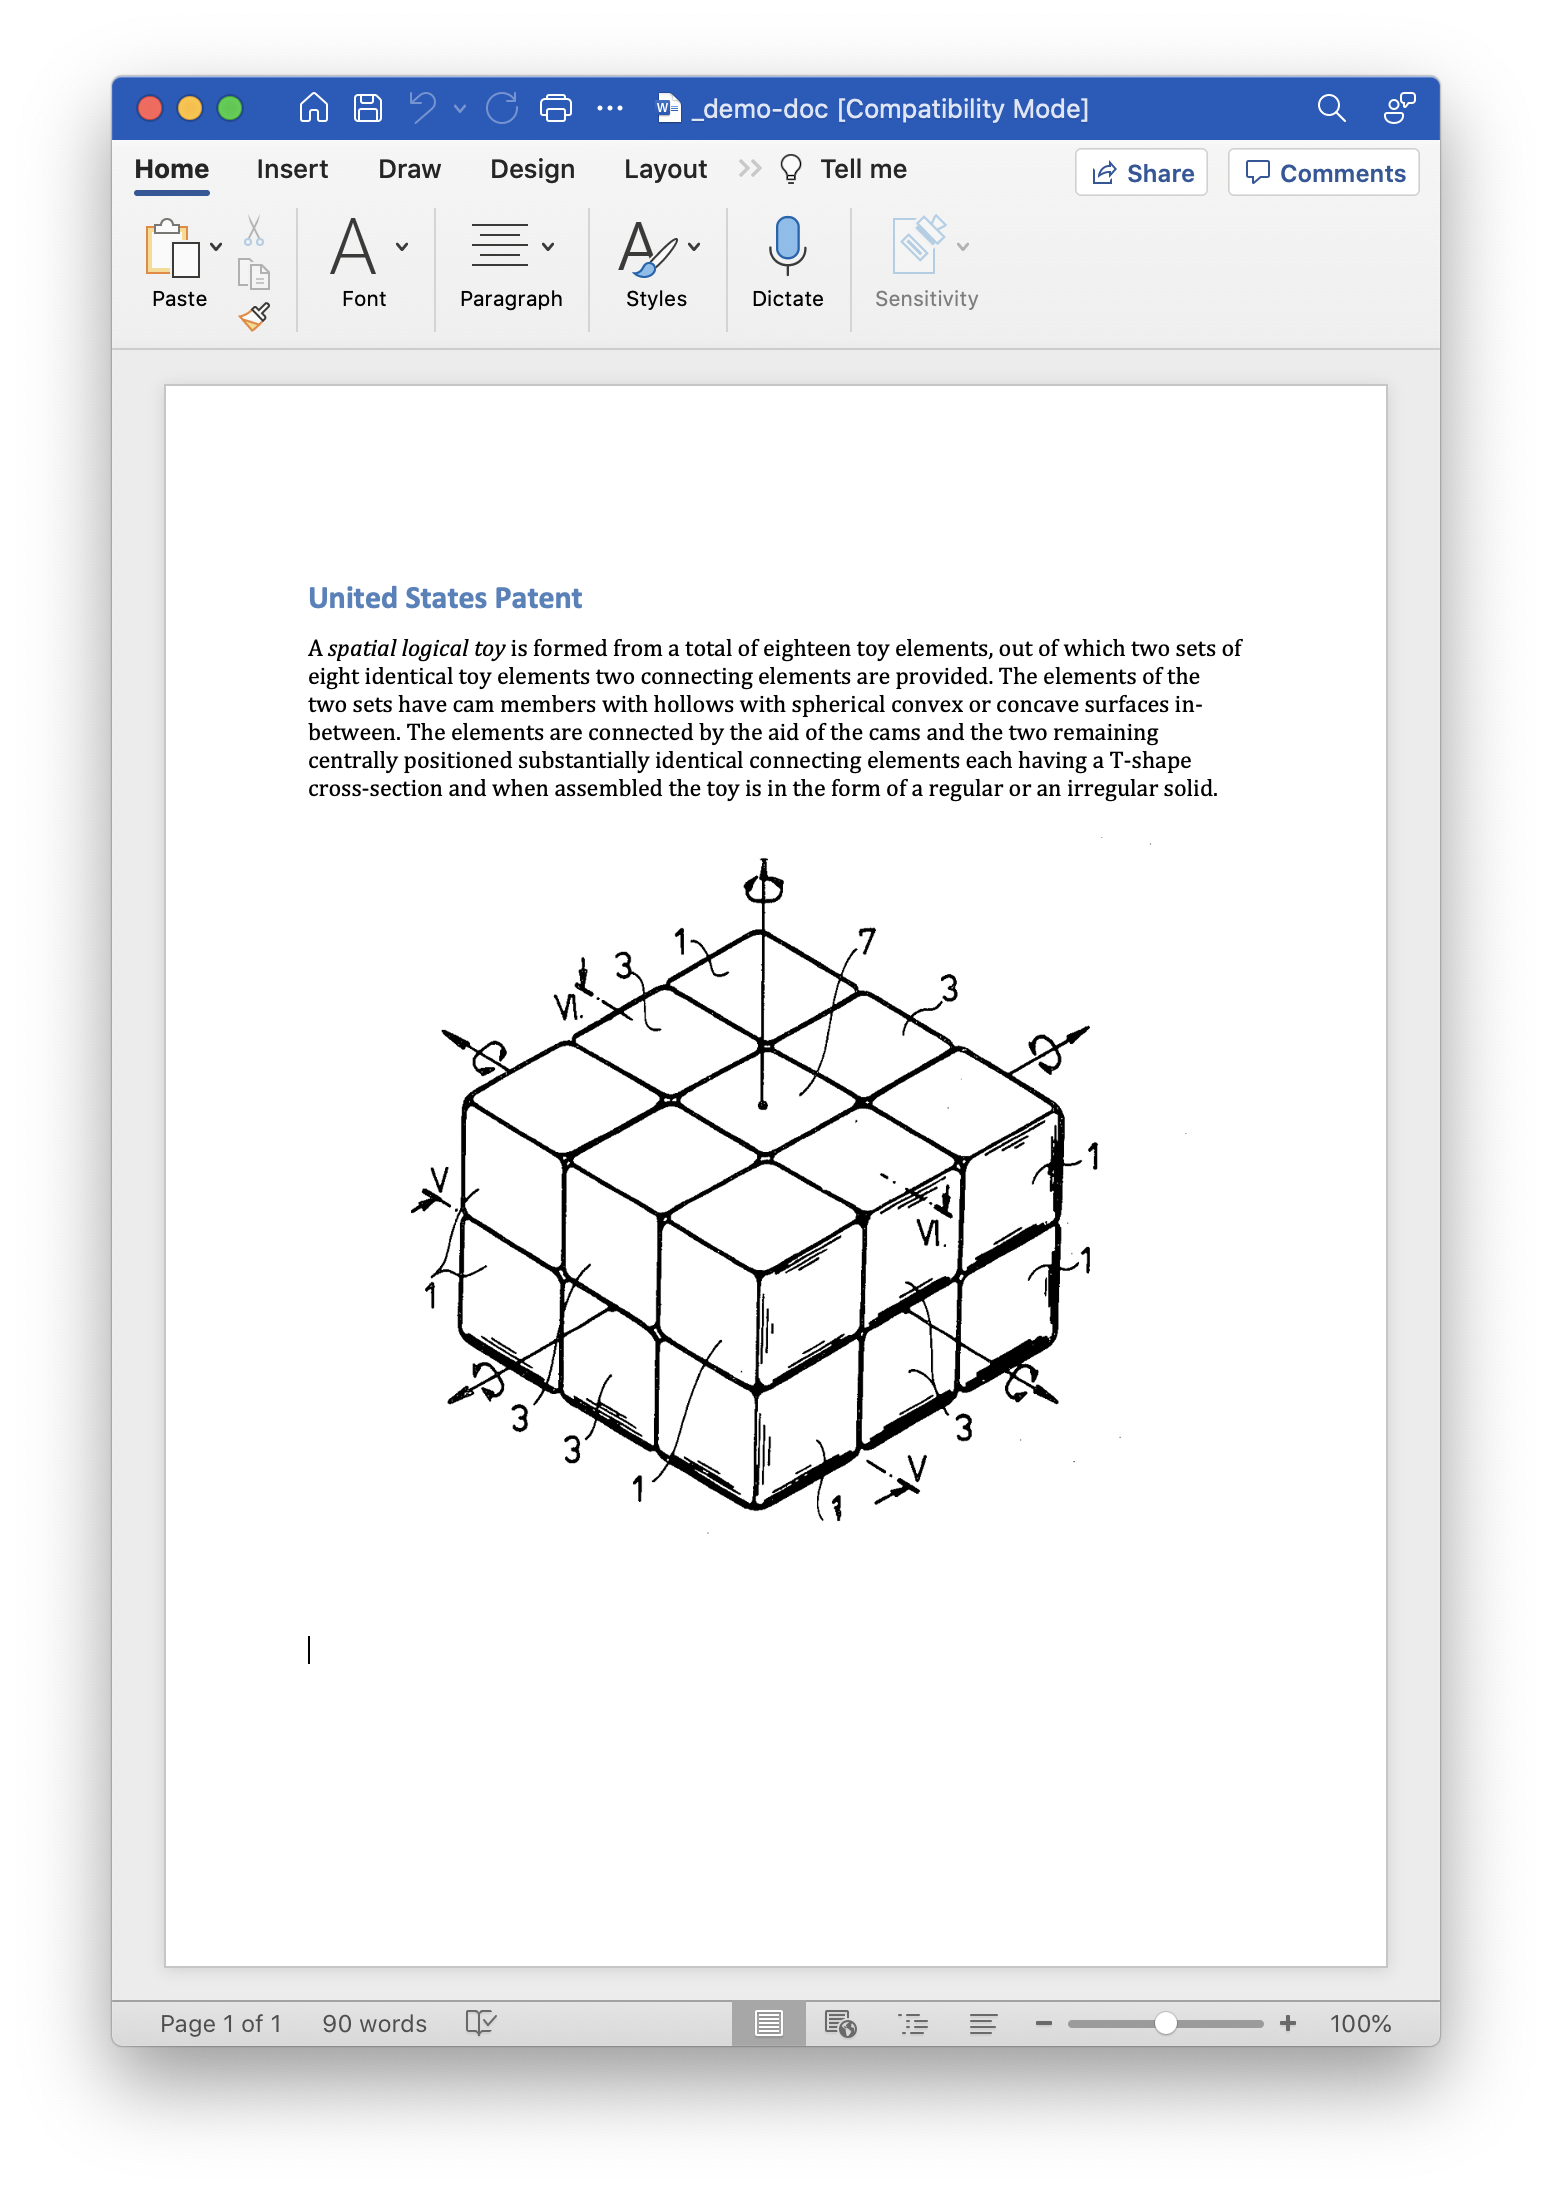 _demo-doc [Compatibility Mode]
Home Insert Draw Design Layout Tell me Share Comments
Paste Font Paragraph Styles Dictate Sensitivity
United States Patent
A spatial logical toy is formed from a total of eighteen toy elements, out of which two sets of
eight identical toy elements two connecting elements are provided. The elements of the
two sets have cam members with hollows with spherical convex or concave surfaces in-
between. The elements are connected by the aid of the cams and the two remaining
centrally positioned substantially identical connecting elements each having a T-shape
cross-section and when assembled the toy is in the form of a regular or an irregular solid.
1 7
3 3
VI.
V 1
VI.
1 1
3 3
3
1 V
1
Page 1 of 1 90 words 100%